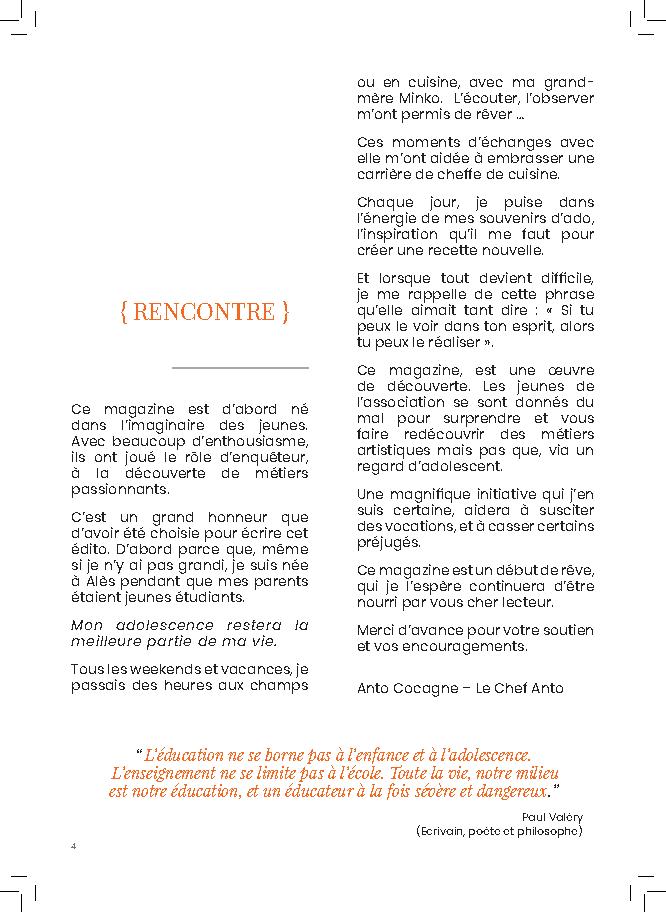 { RENCONTRE }
Ce magazine est d’abord né
dans l’imaginaire des jeunes.
Avec beaucoup d’enthousiasme,
ils ont joué le rôle d’enquêteur,
à la découverte de métiers
passionnants.
C’est un grand honneur que
d’avoir été choisie pour écrire cet
édito. D’abord parce que, même
si je n’y ai pas grandi, je suis née
à Alès pendant que mes parents
étaient jeunes étudiants.
Mon adolescence restera la
meilleure partie de ma vie.
Tous les weekends et vacances, je
passais des heures aux champs
ou en cuisine, avec ma grand-
mère Minko. L’écouter, l’observer
m’ont permis de rêver ...
Ces moments d’échanges avec
elle m’ont aidée à embrasser une
carrière de cheffe de cuisine.
Chaque jour, je puise dans
l’énergie de mes souvenirs d’ado,
l’inspiration qu’il me faut pour
créer une recette nouvelle.
Et lorsque tout devient difficile,
je me rappelle de cette phrase
qu’elle aimait tant dire : « Si tu
peux le voir dans ton esprit, alors
tu peux le réaliser ».
Ce magazine, est une œuvre
de découverte. Les jeunes de
l’association se sont donnés du
mal pour surprendre et vous
faire redécouvrir des métiers
artistiques mais pas que, via un
regard d’adolescent.
Une magnifique initiative qui j’en
suis certaine, aidera à susciter
des vocations, et à casser certains
préjugés.
Ce magazine est un début de rêve,
qui je l’espère continuera d’être
nourri par vous cher lecteur.
Merci d’avance pour votre soutien
et vos encouragements.
Anto Cocagne – Le Chef Anto
“ L’éducation ne se borne pas à l’enfance et à l’adolescence.
L’enseignement ne se limite pas à l’école. Toute la vie, notre milieu
est notre éducation, et un éducateur à la fois sévère et dangereux.”
Paul Valéry
(Ecrivain, poète et philosophe)
4